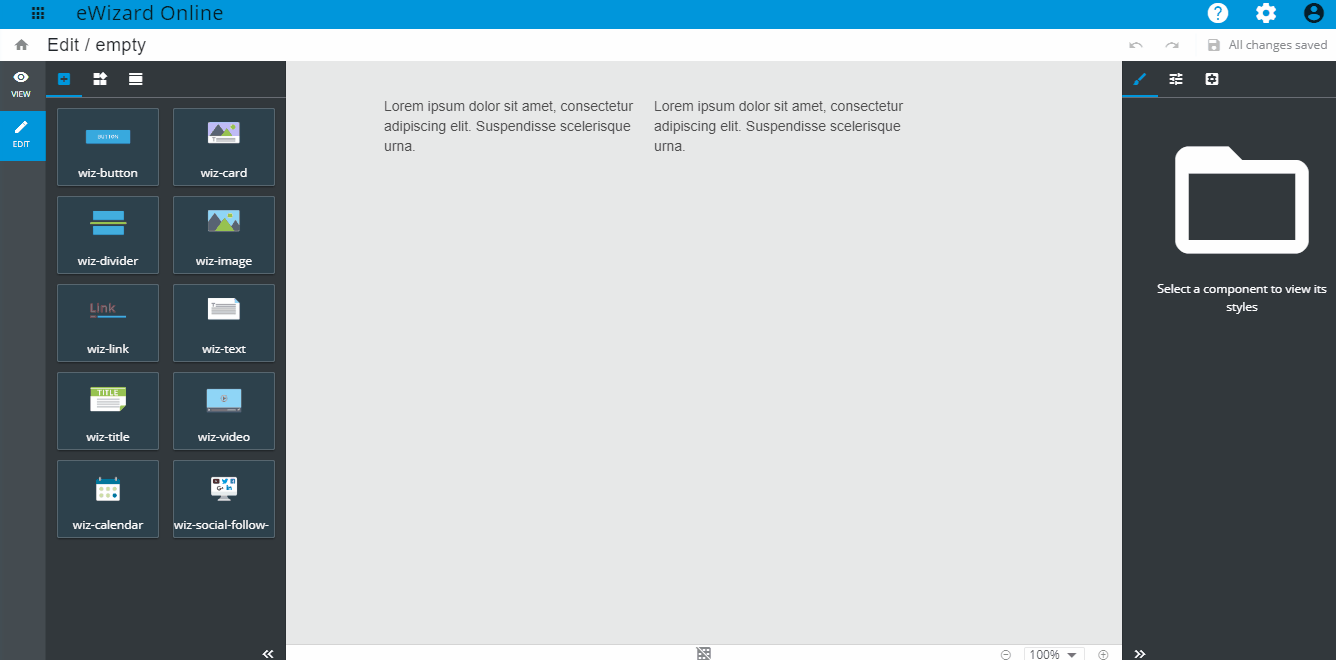 eWizard Online
Edit / empty
All changes saved
VIEW
EDIT
BUTTON
wiz-button
wiz-card
wiz-divider
wiz-image
Link
wiz-link
wiz-text
TITLE
wiz-title
wiz-video
wiz-calendar
wiz-social-follow-
Lorem ipsum dolor sit amet, consectetur
adipiscing elit. Suspendisse scelerisque
urna.
Lorem ipsum dolor sit amet, consectetur
adipiscing elit. Suspendisse scelerisque
urna.
Select a component to view its
styles
100%